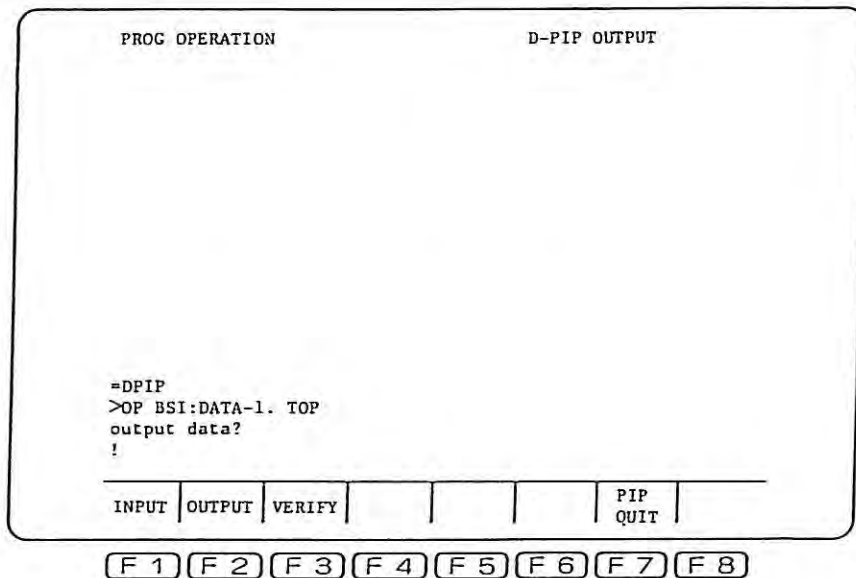 PROG OPERATION D-PIP OUTPUT
=DPIP
>OP BSI:DATA-1. TOP
output data?
!
INPUT OUTPUT VERIFY PIP QUIT
F 1 F 2 F 3 F 4 F 5 F 6 F 7 F 8